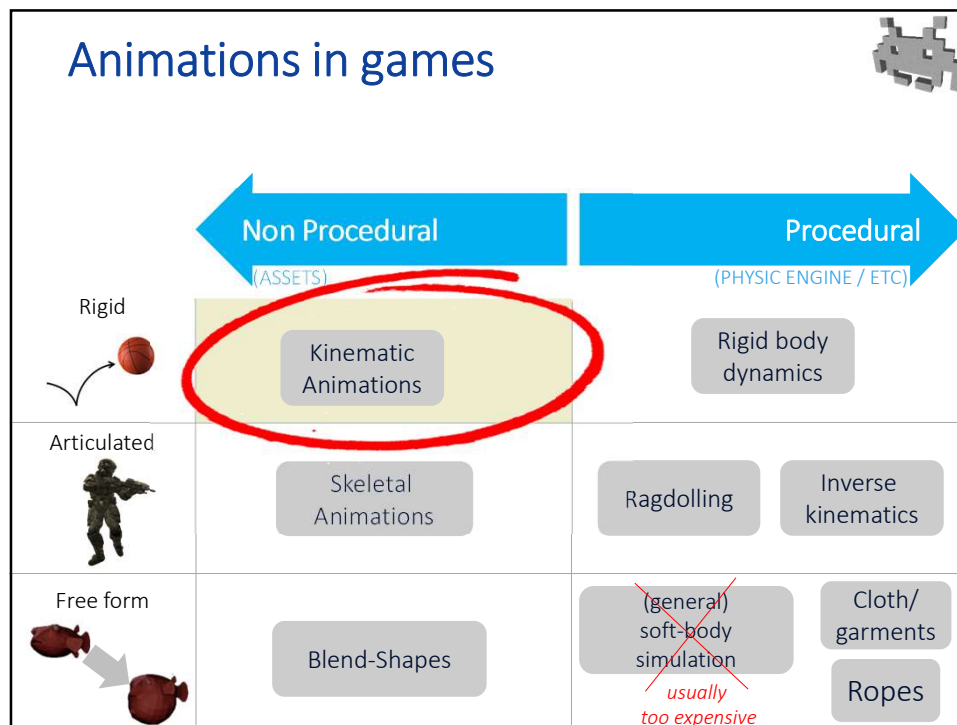 Animations in games
Non Procedural
Procedural
(ASSETS)
(PHYSIC ENGINE / ETC)
Rigid
Kinematic
Animations
Rigid body
dynamics
Articulated
Skeletal
Animations
Ragdolling
Inverse
kinematics
Free form
Blend-Shapes
(general)
soft-body
simulation
usually
too expensive
Cloth/
garments
Ropes